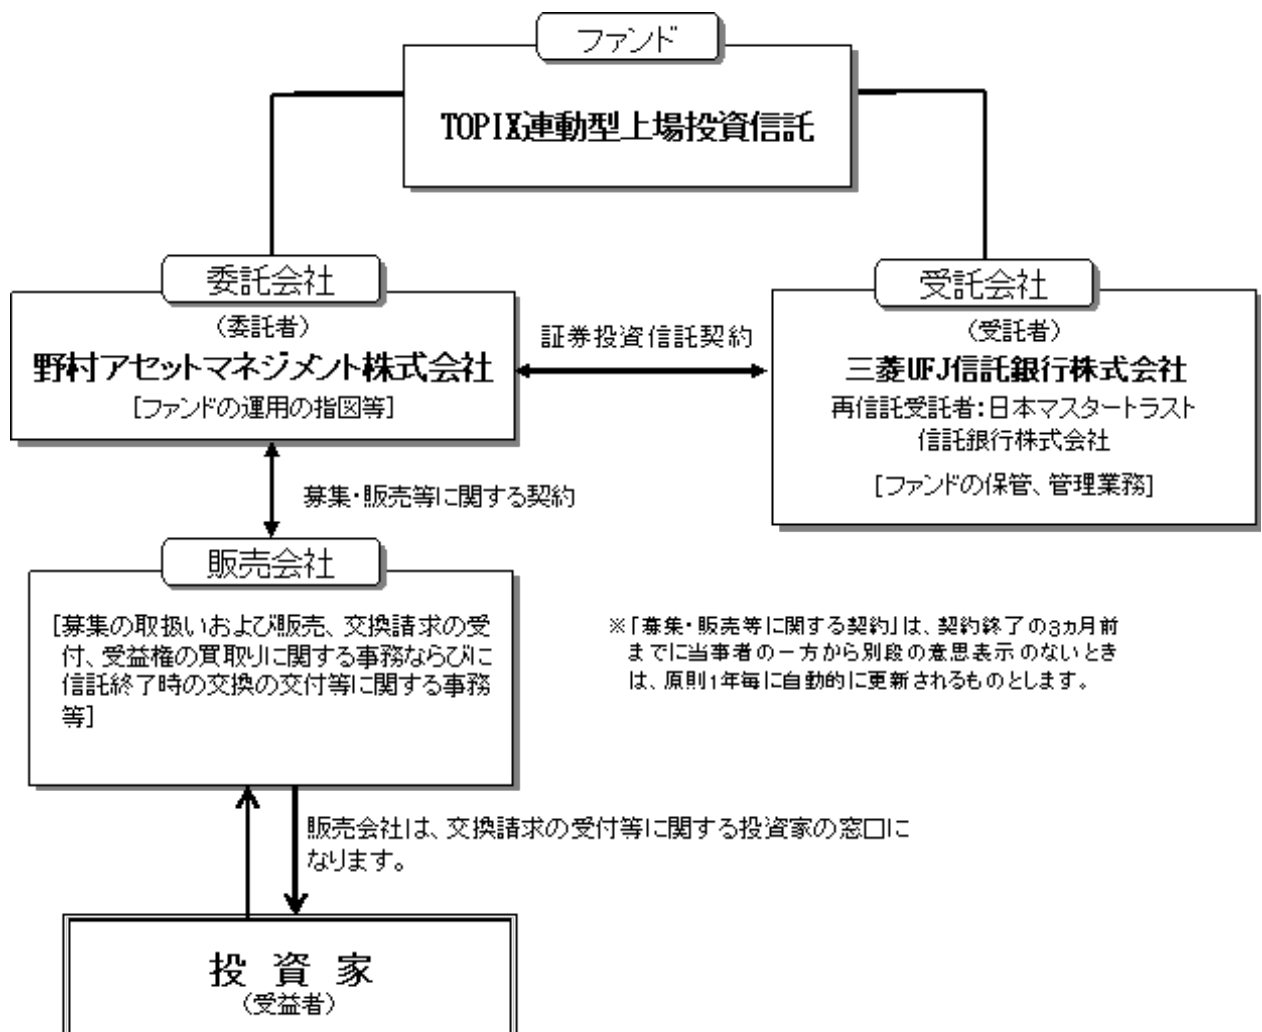 ファンド
TOPIX連動型上場投資信託
委託会社
(委託者)
野村アセットマネジメント株式会社
[ファンドの運用の指図等]
証券投資信託契約
受託会社
(受託者)
三菱UFJ信託銀行株式会社
再信託受託者:日本マスタートラスト
信託銀行株式会社
[ファンドの保管、管理業務]
募集・販売等に関する契約
販売会社
[募集の取扱いおよび販売、交換請求の受
付、受益権の買取りに関する事務ならびに
信託終了時の交換の交付等に関する事務
等]
※「募集・販売等に関する契約」は、契約終了の3ヵ月前
までに当事者の一方から別段の意思表示のないとき
は、原則1年毎に自動的に更新されるものとします。
販売会社は、交換請求の受付等に関する投資家の窓口に
なります。
投 資 家
(受益者)